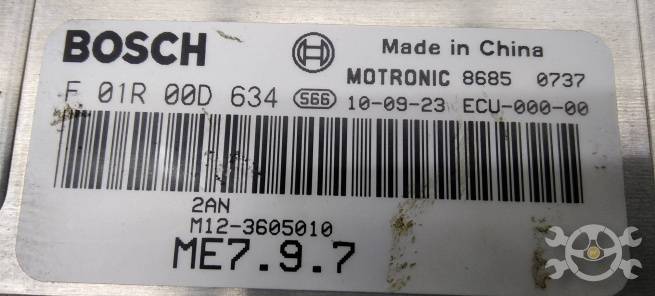 BOSCH
Made in China
MOTRONIC 8685 0737
F 01R 00D 634 S66 10-09-23 ECU-000-00
2AN
M12-3605010
ME7.9.7